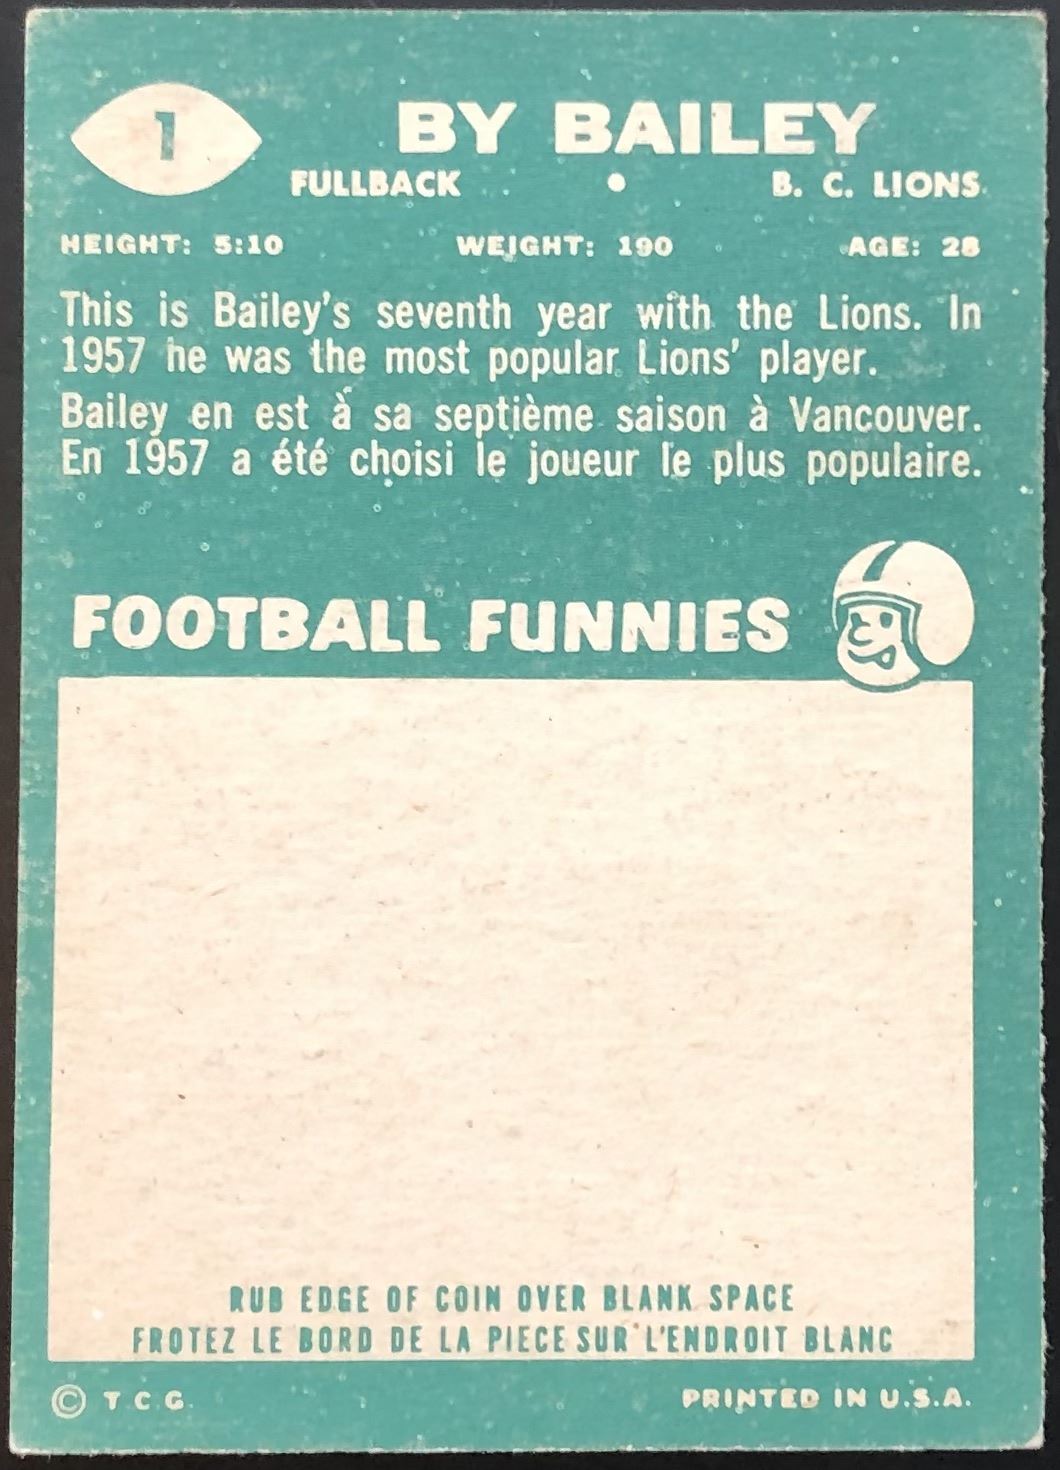 1
BY BAILEY
FULLBACK • B. C. LIONS
HEIGHT: 5:10 WEIGHT: 190 AGE: 28
This is Bailey's seventh year with the Lions. In
1957 he was the most popular Lions' player.
Bailey en est à sa septième saison à Vancouver.
En 1957 a été choisi le joueur le plus populaire.
FOOTBALL FUNNIES
RUB EDGE OF COIN OVER BLANK SPACE
FROTEZ LE BORD DE LA PIECE SUR L'ENDROIT BLANC
© T.C.G. PRINTED IN U.S.A.